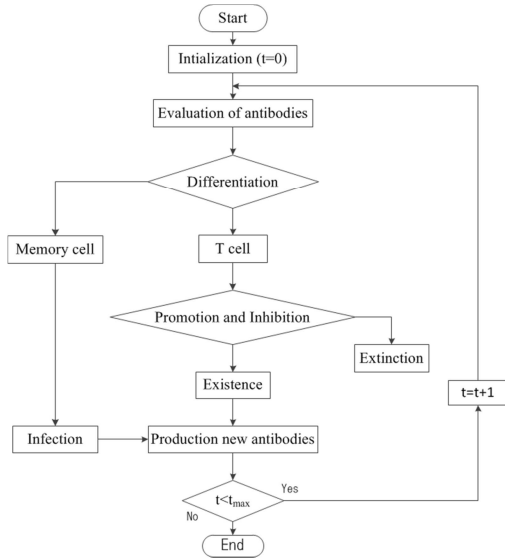 Start
Intialization (t=0)
Evaluation of antibodies
Differentiation
Memory cell
T cell
Promotion and Inhibition
Extinction
Existence
t=t+1
Infection
Production new antibodies
t<tmax
Yes
No
End